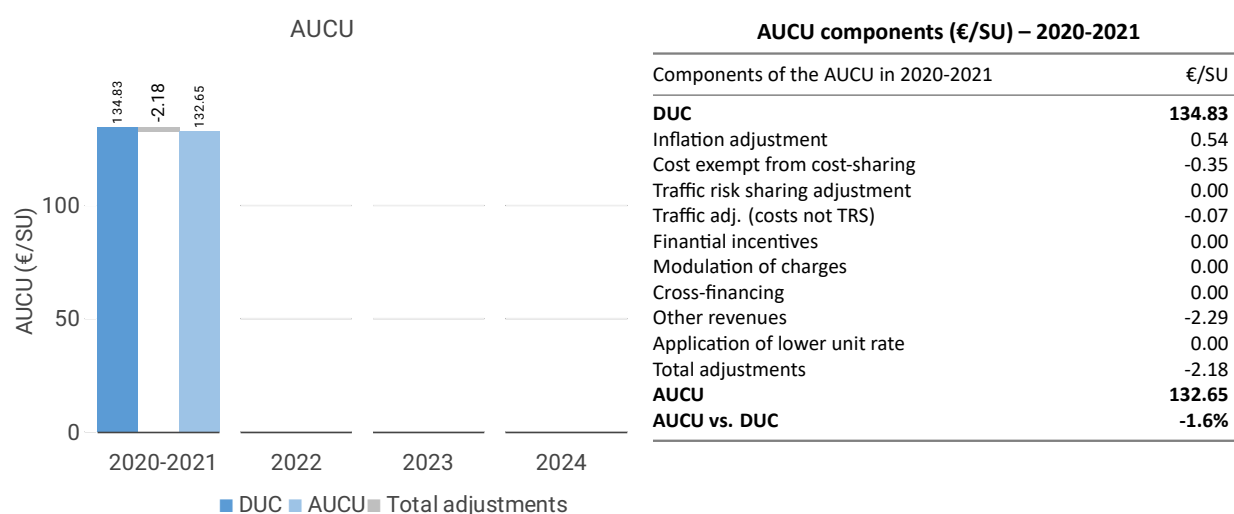 AUCU
134.83
-2.18
132.65
AUCU (€/SU)
100
50
0
2020-2021
2022
2023
2024
DUC
AUCU
Total adjustments
AUCU components (€/SU) – 2020-2021
Components of the AUCU in 2020-2021 €/SU
DUC 134.83
Inflation adjustment 0.54
Cost exempt from cost-sharing -0.35
Traffic risk sharing adjustment 0.00
Traffic adj. (costs not TRS) -0.07
Finantial incentives 0.00
Modulation of charges 0.00
Cross-financing 0.00
Other revenues -2.29
Application of lower unit rate 0.00
Total adjustments -2.18
AUCU 132.65
AUCU vs. DUC -1.6%